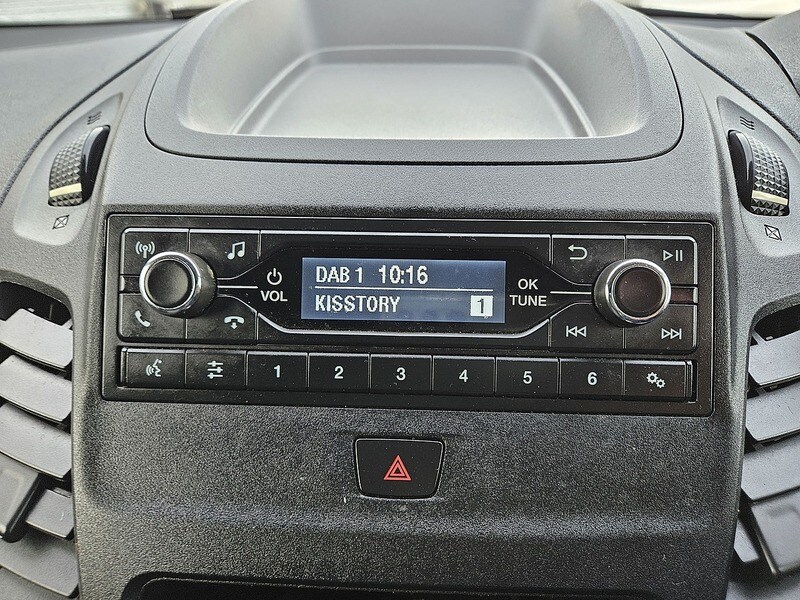 DAB 1 10:16
KISSTORY 1
VOL
OK
TUNE
1 2 3 4 5 6